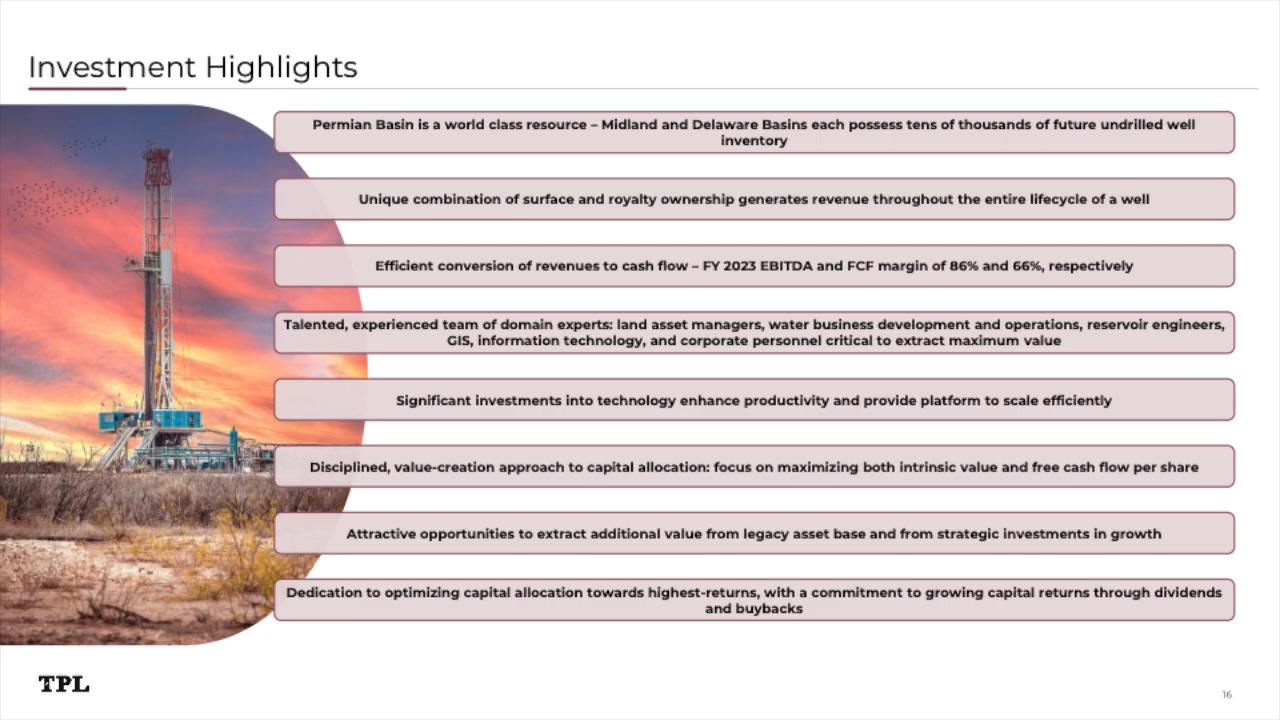 Investment Highlights
Permian Basin is a world class resource – Midland and Delaware Basins each possess tens of thousands of future undrilled well
inventory
Unique combination of surface and royalty ownership generates revenue throughout the entire lifecycle of a well
Efficient conversion of revenues to cash flow – FY 2023 EBITDA and FCF margin of 86% and 66%, respectively
Talented, experienced team of domain experts: land asset managers, water business development and operations, reservoir engineers,
GIS, information technology, and corporate personnel critical to extract maximum value
Significant investments into technology enhance productivity and provide platform to scale efficiently
Disciplined, value-creation approach to capital allocation: focus on maximizing both intrinsic value and free cash flow per share
Attractive opportunities to extract additional value from legacy asset base and from strategic investments in growth
Dedication to optimizing capital allocation towards highest-returns, with a commitment to growing capital returns through dividends
and buybacks
TPL
16